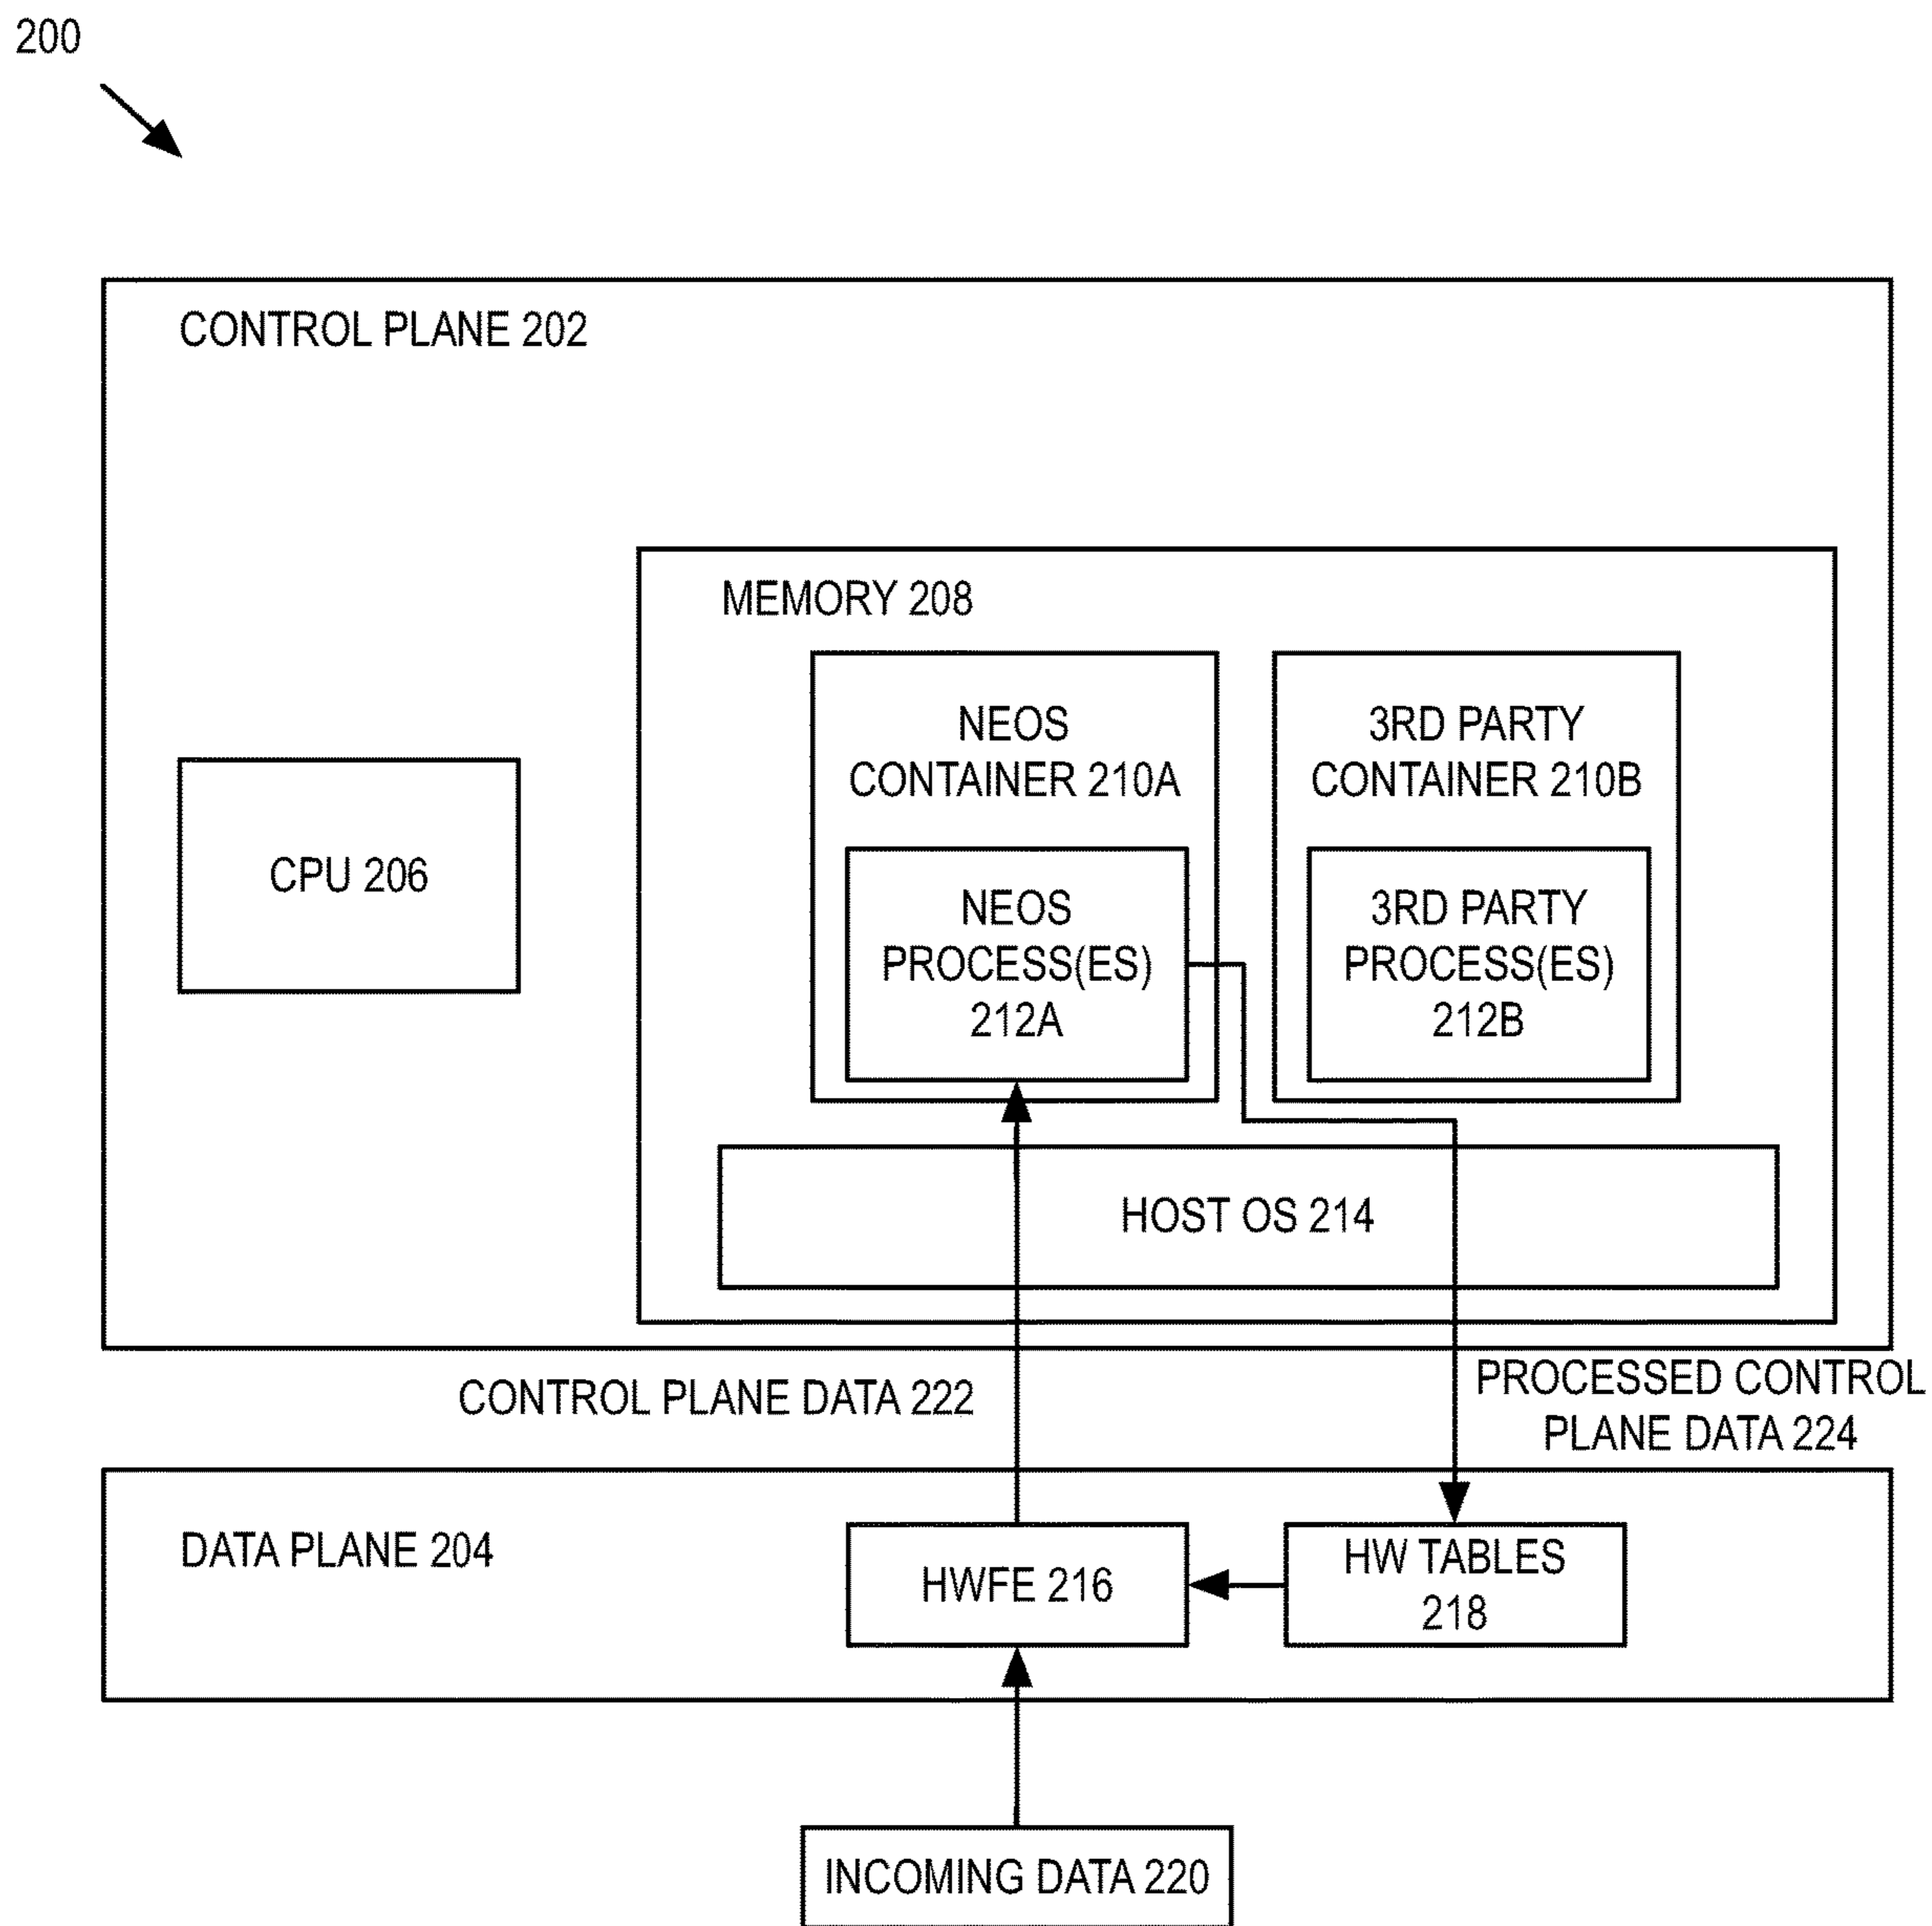 200
CONTROL PLANE 202
MEMORY 208
NEOS
CONTAINER 210A
3RD PARTY
CONTAINER 210B
CPU 206
NEOS
PROCESS(ES)
212A
3RD PARTY
PROCESS(ES)
212B
HOST OS 214
CONTROL PLANE DATA 222
PROCESSED CONTROL
PLANE DATA 224
DATA PLANE 204
HWFE 216
HW TABLES
218
INCOMING DATA 220